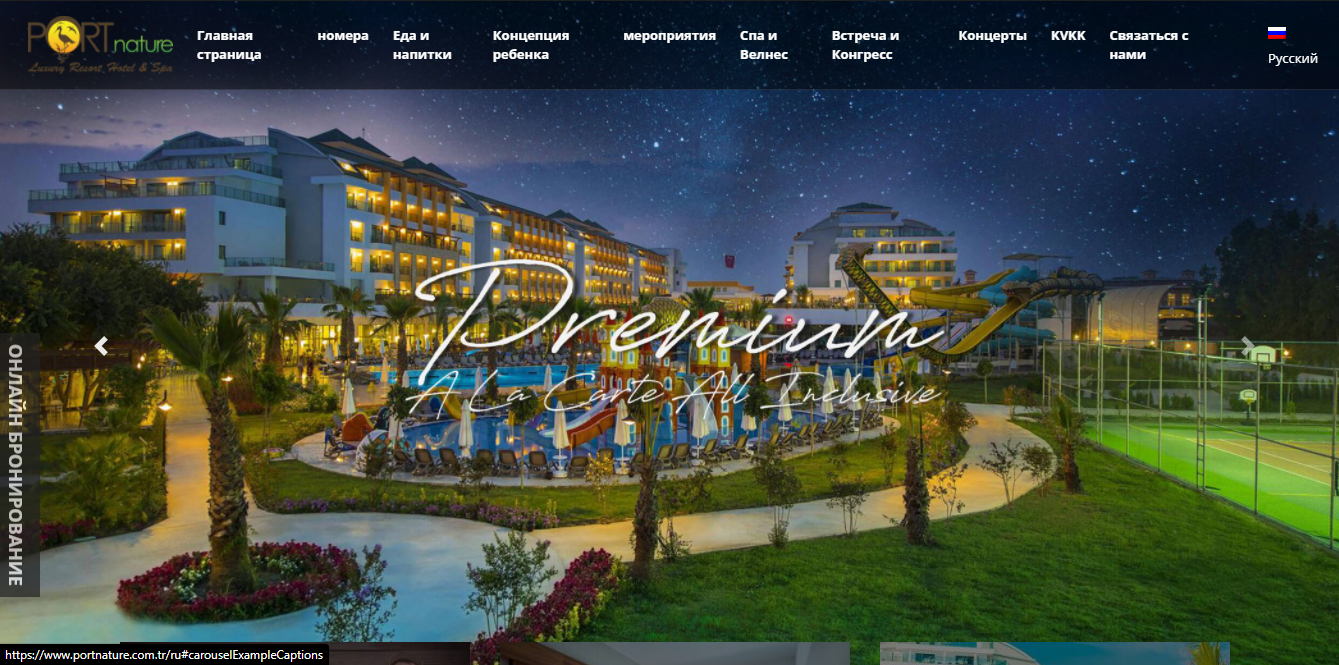 PORT nature
Luxury Resort, Hotel & Spa
Главная
страница
номера
Еда и
напитки
Концепция
ребенка
мероприятия
Спа и
Велнес
Встреча и
Конгресс
Концерты
KVKK
Связаться с
нами
Русский
Premium
A La Carte All Inclusive
ОНЛАЙН БРОНИРОВАНИЕ
https://www.portnature.com.tr/ru#carouselExampleCaptions